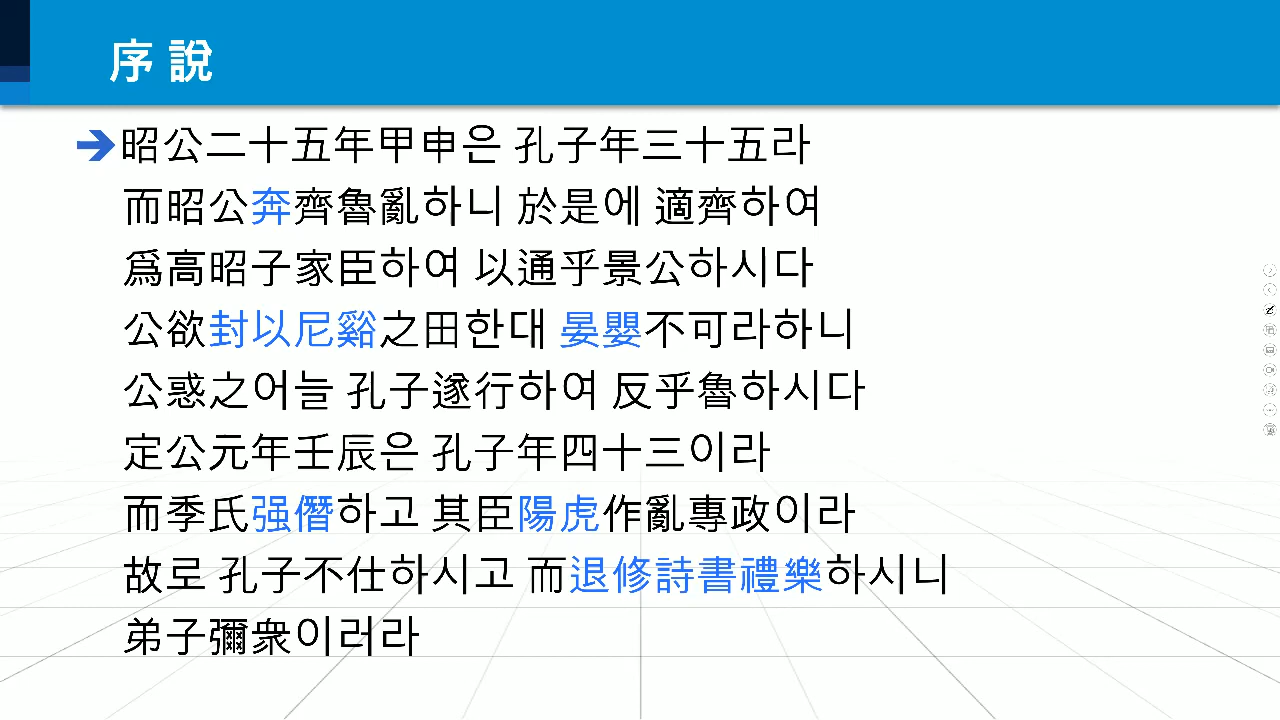 序 說
昭公二十五年甲申은 孔子年三十五라
而昭公奔齊魯亂하니 於是에 適齊하여
爲高昭子家臣하여 以通乎景公하시다
公欲封以尼谿之田한대 晏嬰不可라하니
公惑之어늘 孔子遂行하여 反乎魯하시다
定公元年壬辰은 孔子年四十三이라
而季氏强僭하고 其臣陽虎作亂專政이라
故로 孔子不仕하시고 而退修詩書禮樂하시니
弟子彌衆이러라